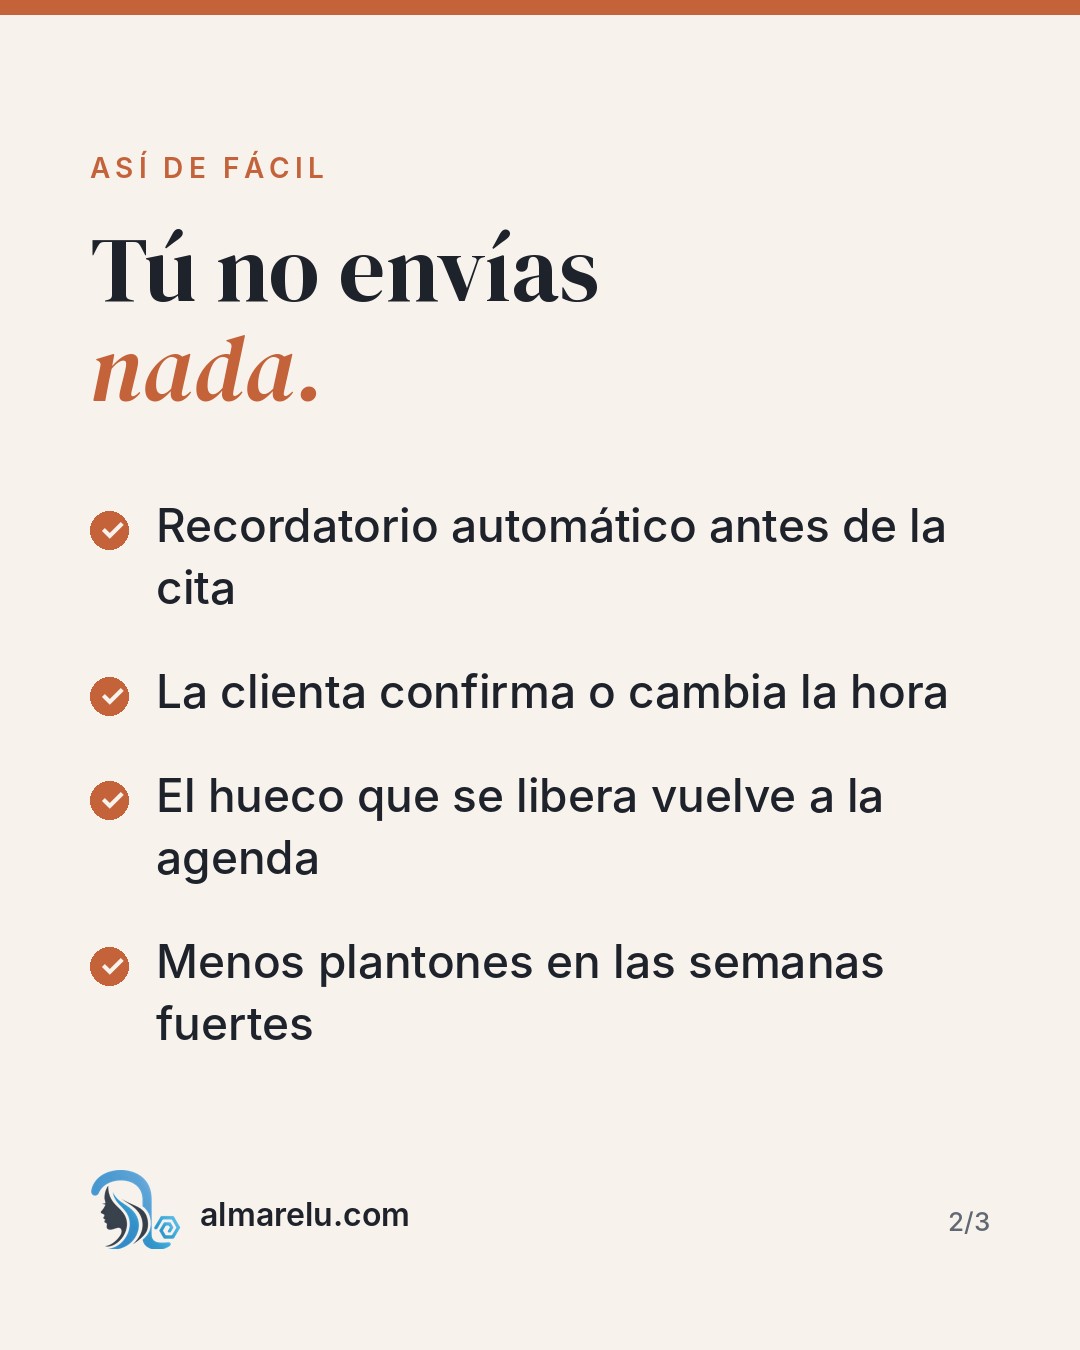 ASÍ DE FÁCIL
Tú no envías
nada.
Recordatorio automático antes de la
cita
La clienta confirma o cambia la hora
El hueco que se libera vuelve a la
agenda
Menos plantones en las semanas
fuertes
almarelu.com
2/3